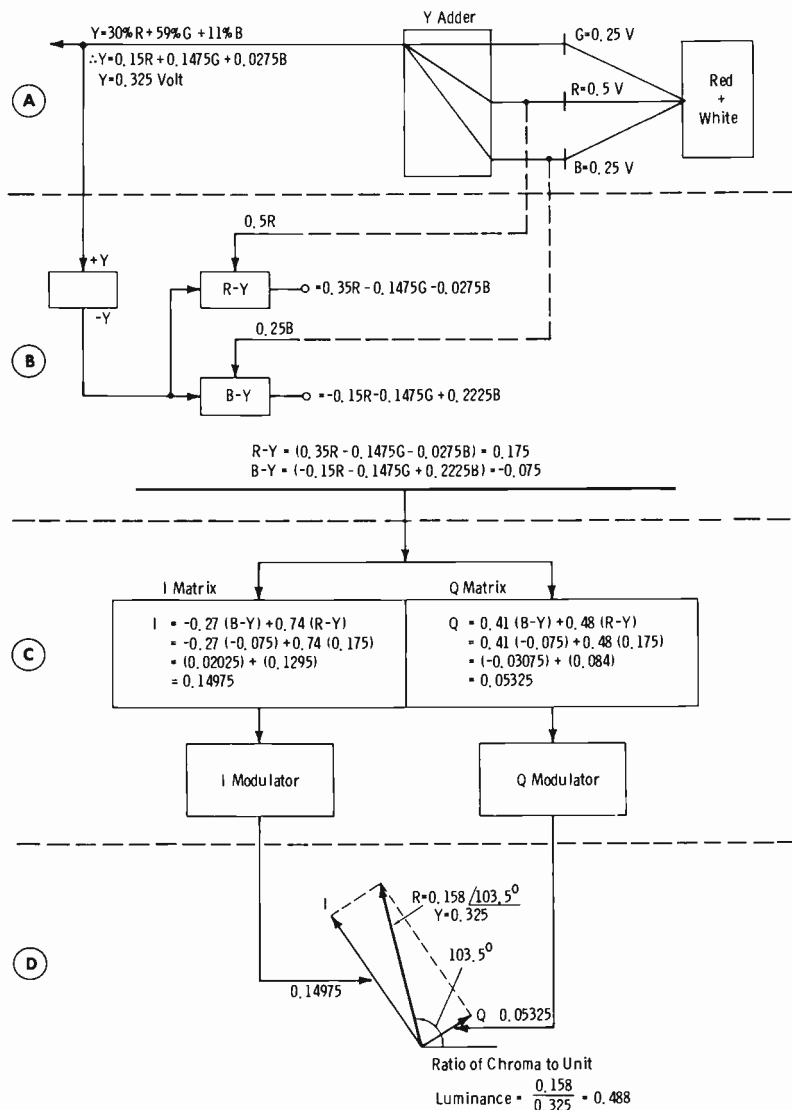 Y Adder
Y=30%R + 59%G + 11%B
∴Y=0.15R + 0.1475G + 0.0275B
Y=0.325 Volt
G=0.25 V
R=0.5 V
B=0.25 V
Red
+
White
A
0.5R
+Y
-Y
R-Y
=0.35R - 0.1475G - 0.0275B
0.25B
B
B-Y
=-0.15R-0.1475G + 0.2225B
R-Y = (0.35R - 0.1475G - 0.0275B) = 0.175
B-Y = (-0.15R - 0.1475G + 0.2225B) = -0.075
I Matrix
I = -0.27 (B-Y) + 0.74 (R-Y)
= -0.27 (-0.075) + 0.74 (0.175)
= (0.02025) + (0.1295)
= 0.14975
Q Matrix
Q = 0.41 (B-Y) + 0.48 (R-Y)
= 0.41 (-0.075) + 0.48 (0.175)
= (-0.03075) + (0.084)
= 0.05325
C
I Modulator
Q Modulator
R=0.158 /103.5°
Y=0.325
I
103.5°
D
0.14975
Q 0.05325
Ratio of Chroma to Unit
Luminance = 0.158/0.325 = 0.488